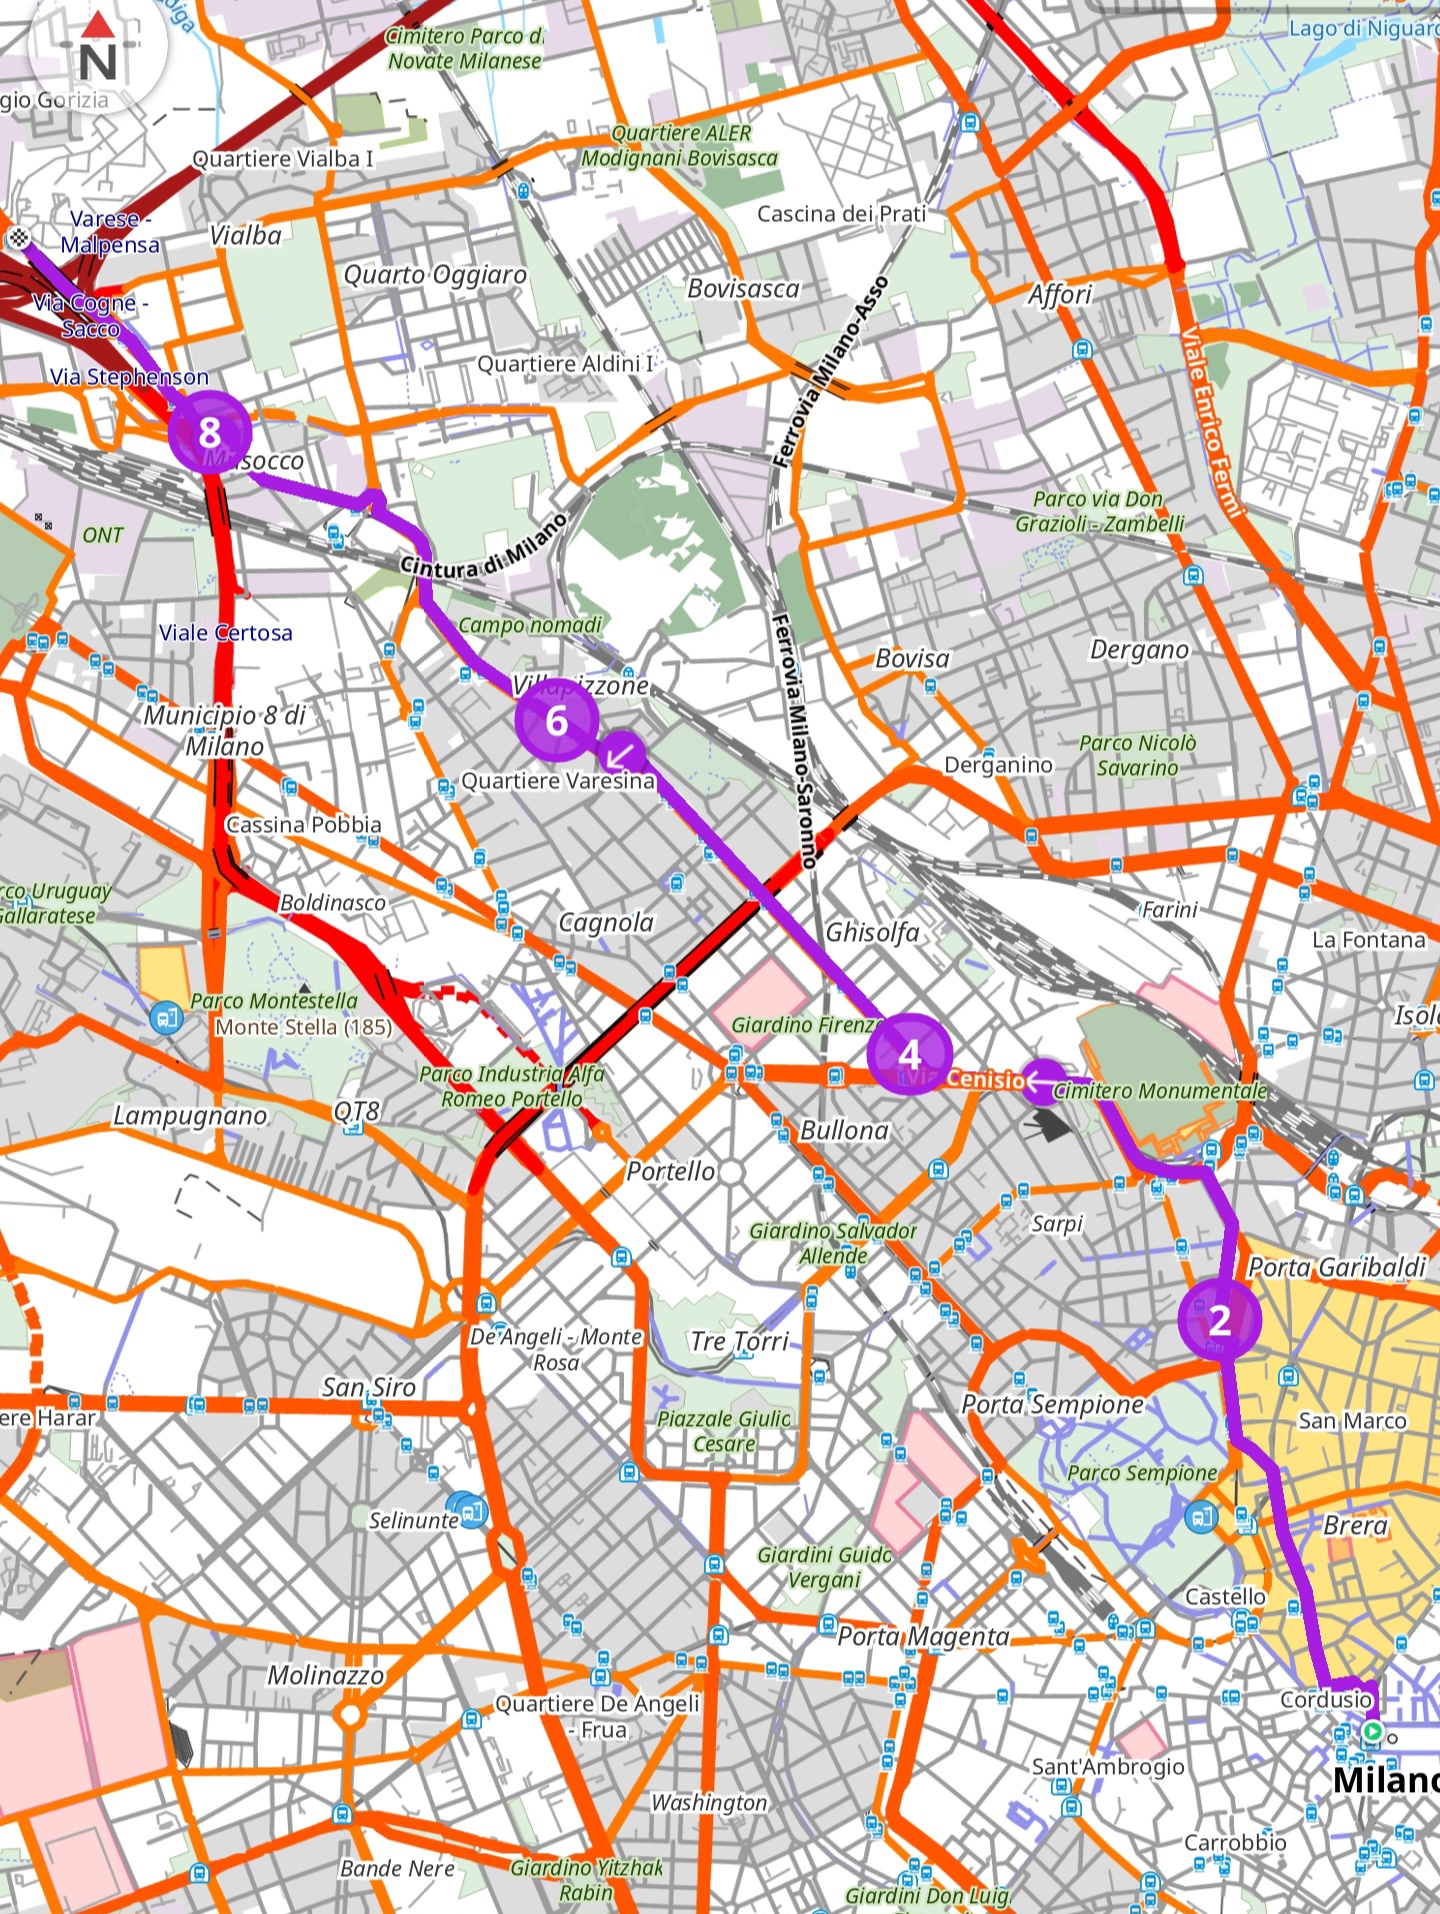 Cimitero Parco d.
Novate Milanese
Lago di Niguard
N
gio Gorizia
Quartiere ALER
Modignani Bovisasca
Quartiere Vialba I
Varese -
Malpensa
Vialba
Cascina dei Prati
Quarto Oggiaro
Bovisasca
Affori
Via Cogne -
Sacco
Ferrovia Milano-Asso
Quartiere Aldini I
Via Stephenson
Viale Enrico Fermi
8
Musocco
Parco via Don
Grazioli - Zambelli
ONT
Cintura di Milano
Campo nomadi
Viale Certosa
Ferrovia Milano-Saronno
Bovisa
Dergano
Villapizzone
6
Municipio 8 di
Milano
Parco Nicolò
Savarino
Derganino
Quartiere Varesina
Cassina Pobbia
rco Uruguay
Gallaratese
Boldinasco
Cagnola
Ghisolfa
Farini
La Fontana
Parco Montestella
Monte Stella (185)
Giardino Firenze
Isola
4
Via Cenisio
Cimitero Monumentale
Parco Industria Alfa
Romeo Portello
Lampugnano
QT8
Bullona
Portello
Sarpi
Giardino Salvador
Allende
Porta Garibaldi
2
De Angeli - Monte
Rosa
Tre Torri
San Siro
ere Harar
Piazzale Giulio
Cesare
Porta Sempione
San Marco
Parco Sempione
Selinunte
Brera
Giardini Guido
Vergani
Castello
Porta Magenta
Molinazzo
Quartiere De Angeli
- Frua
Cordusio
Sant'Ambrogio
Milano
Washington
Carrobbio
Bande Nere
Giardino Yitzhak
Rabin
Giardini Don Luigi